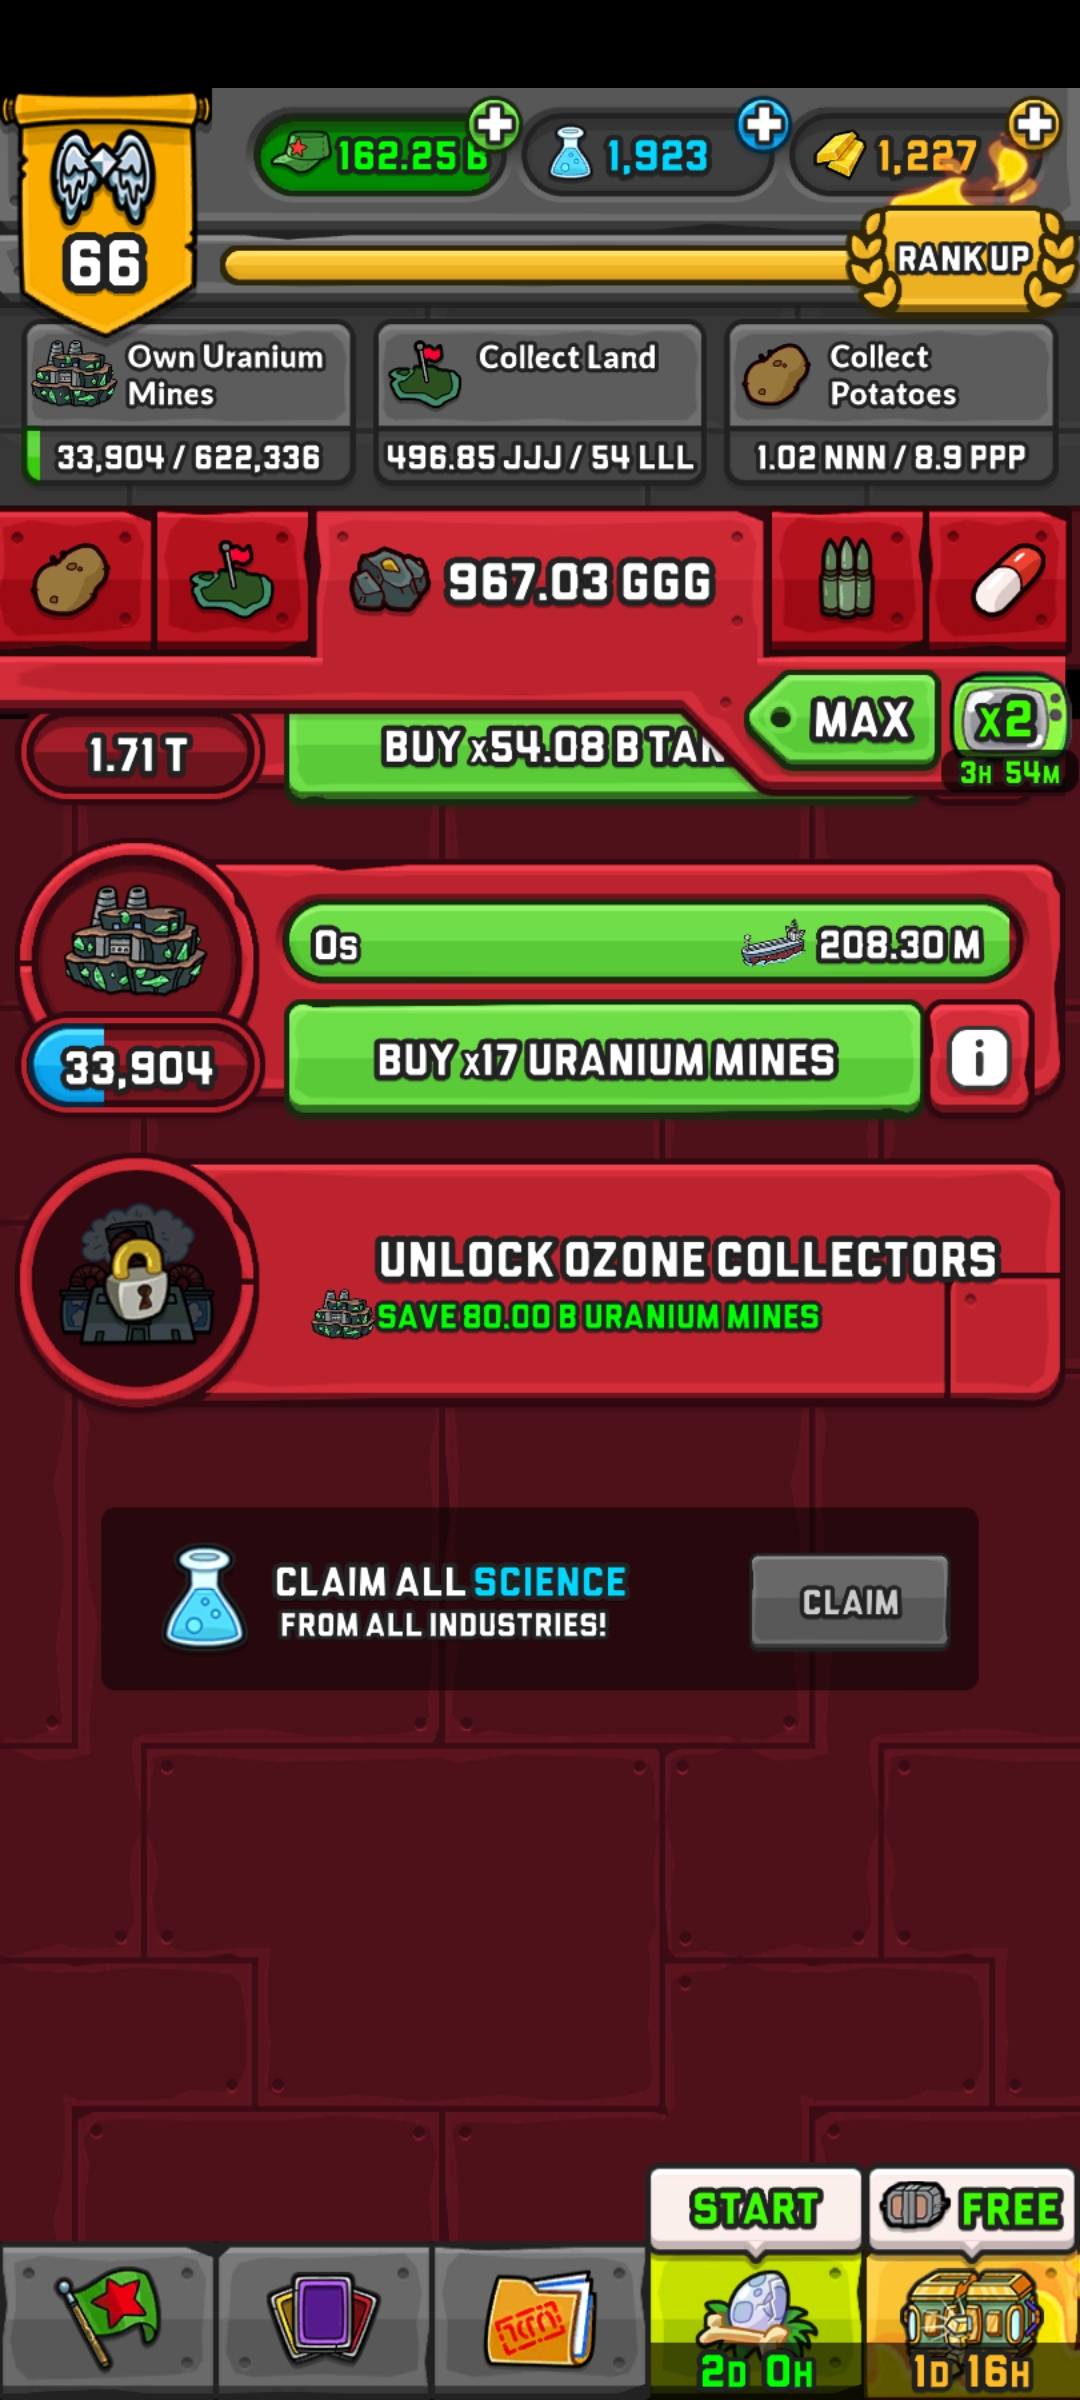 162.25 B
1,923
1,227
66
RANK UP
Own Uranium
Mines
33,904 / 622,336
Collect Land
496.85 JJJ / 54 LLL
Collect
Potatoes
1.02 NNN / 8.9 PPP
967.03 GGG
MAX
x2
3H 54M
1.71 T
BUY x54.08 B
0s
208.30 M
33,904
BUY x17 URANIUM MINES
i
UNLOCK OZONE COLLECTORS
SAVE 80.00 B URANIUM MINES
CLAIM ALL SCIENCE
FROM ALL INDUSTRIES!
CLAIM
START
FREE
2D 0H
1D 16H